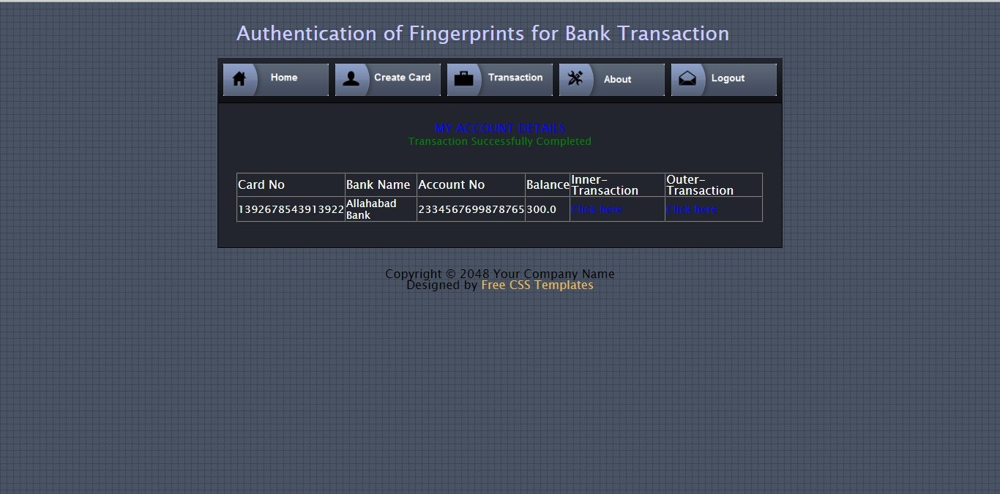 Authentication of Fingerprints for Bank Transaction
Home Create Card Transaction About Logout
MY ACCOUNT DETAILS
Transaction Successfully Completed
Card No Bank Name Account No Balance Inner-Transaction Outer-Transaction
1392678543913922 Allahabad Bank 2334567699878765 300.0 Click here Click here
Copyright © 2048 Your Company Name
Designed by Free CSS Templates